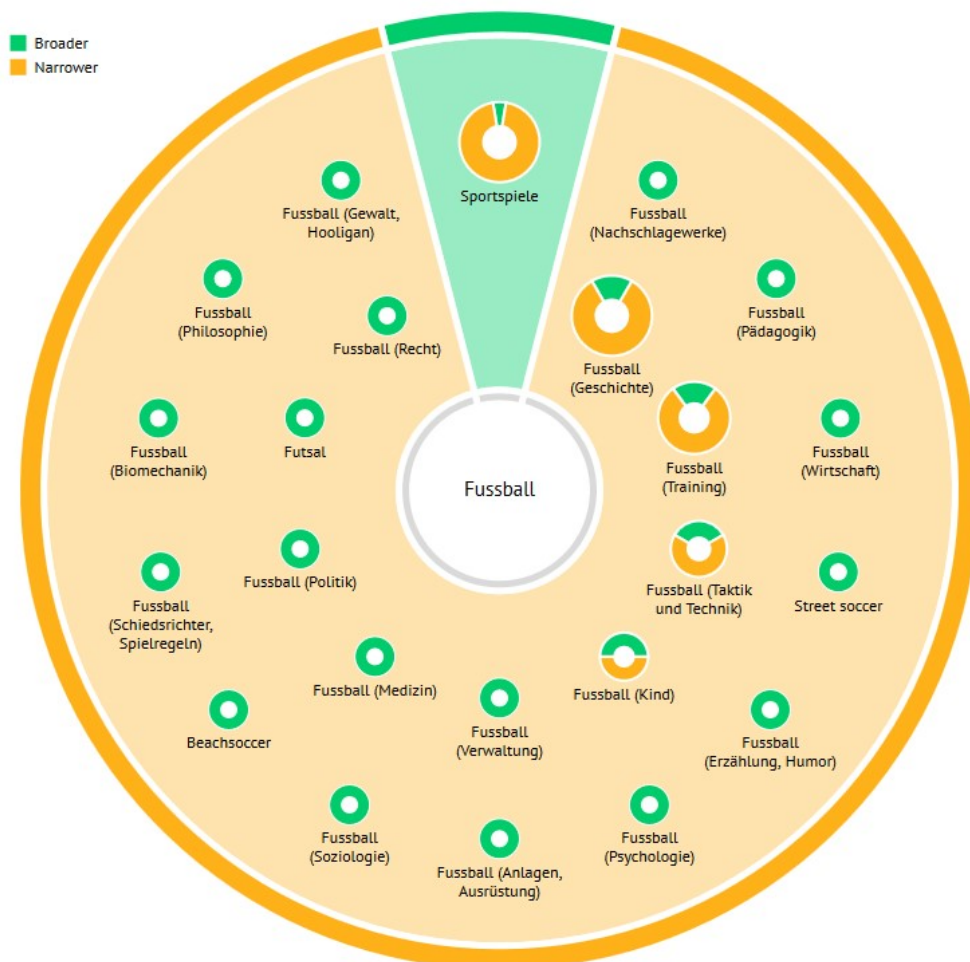 Broader
Narrower
Sportspiele
Fussball (Gewalt,
Hooligan)
Fussball
(Nachschlagewerke)
Fussball
(Philosophie)
Fussball (Recht)
Fussball
(Geschichte)
Fussball
(Pädagogik)
Fussball
(Biomechanik)
Futsal
Fussball
Fussball
(Training)
Fussball
(Wirtschaft)
Fussball
(Schiedsrichter,
Spielregeln)
Fussball (Politik)
Fussball (Taktik
und Technik)
Street soccer
Fussball (Medizin)
Fussball (Kind)
Beachsoccer
Fussball
(Verwaltung)
Fussball
(Erzählung, Humor)
Fussball
(Soziologie)
Fussball (Anlagen,
Ausrüstung)
Fussball
(Psychologie)